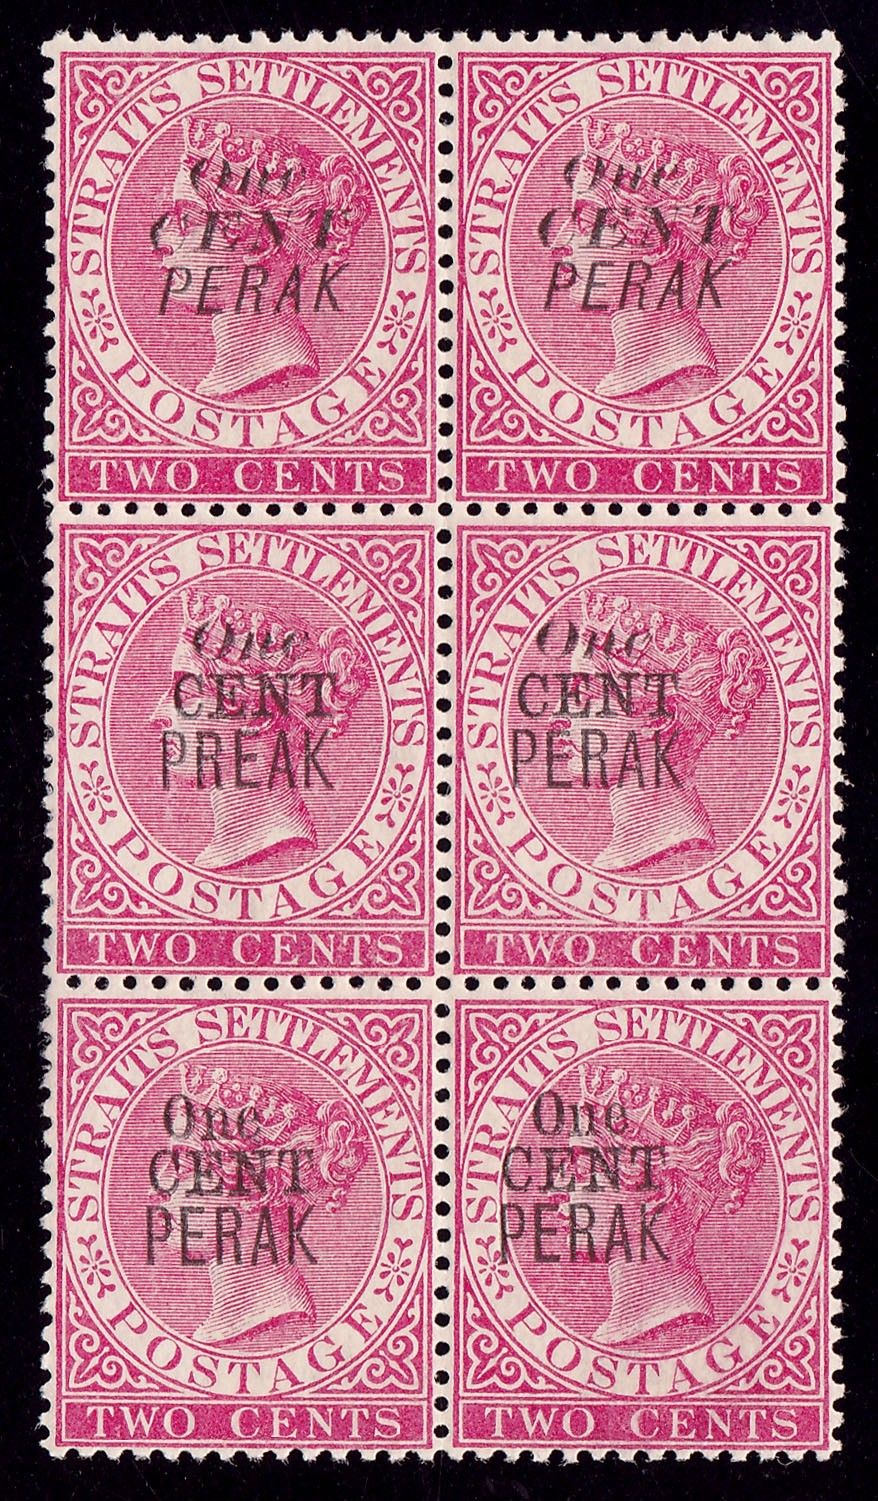 STRAITS SETTLEMENTS
One
CENT
PERAK
POSTAGE
TWO CENTS
STRAITS SETTLEMENTS
One
CENT
PERAK
POSTAGE
TWO CENTS
STRAITS SETTLEMENTS
One
CENT
PREAK
POSTAGE
TWO CENTS
STRAITS SETTLEMENTS
One
CENT
PERAK
POSTAGE
TWO CENTS
STRAITS SETTLEMENTS
One
CENT
PERAK
POSTAGE
TWO CENTS
STRAITS SETTLEMENTS
One
CENT
PERAK
POSTAGE
TWO CENTS